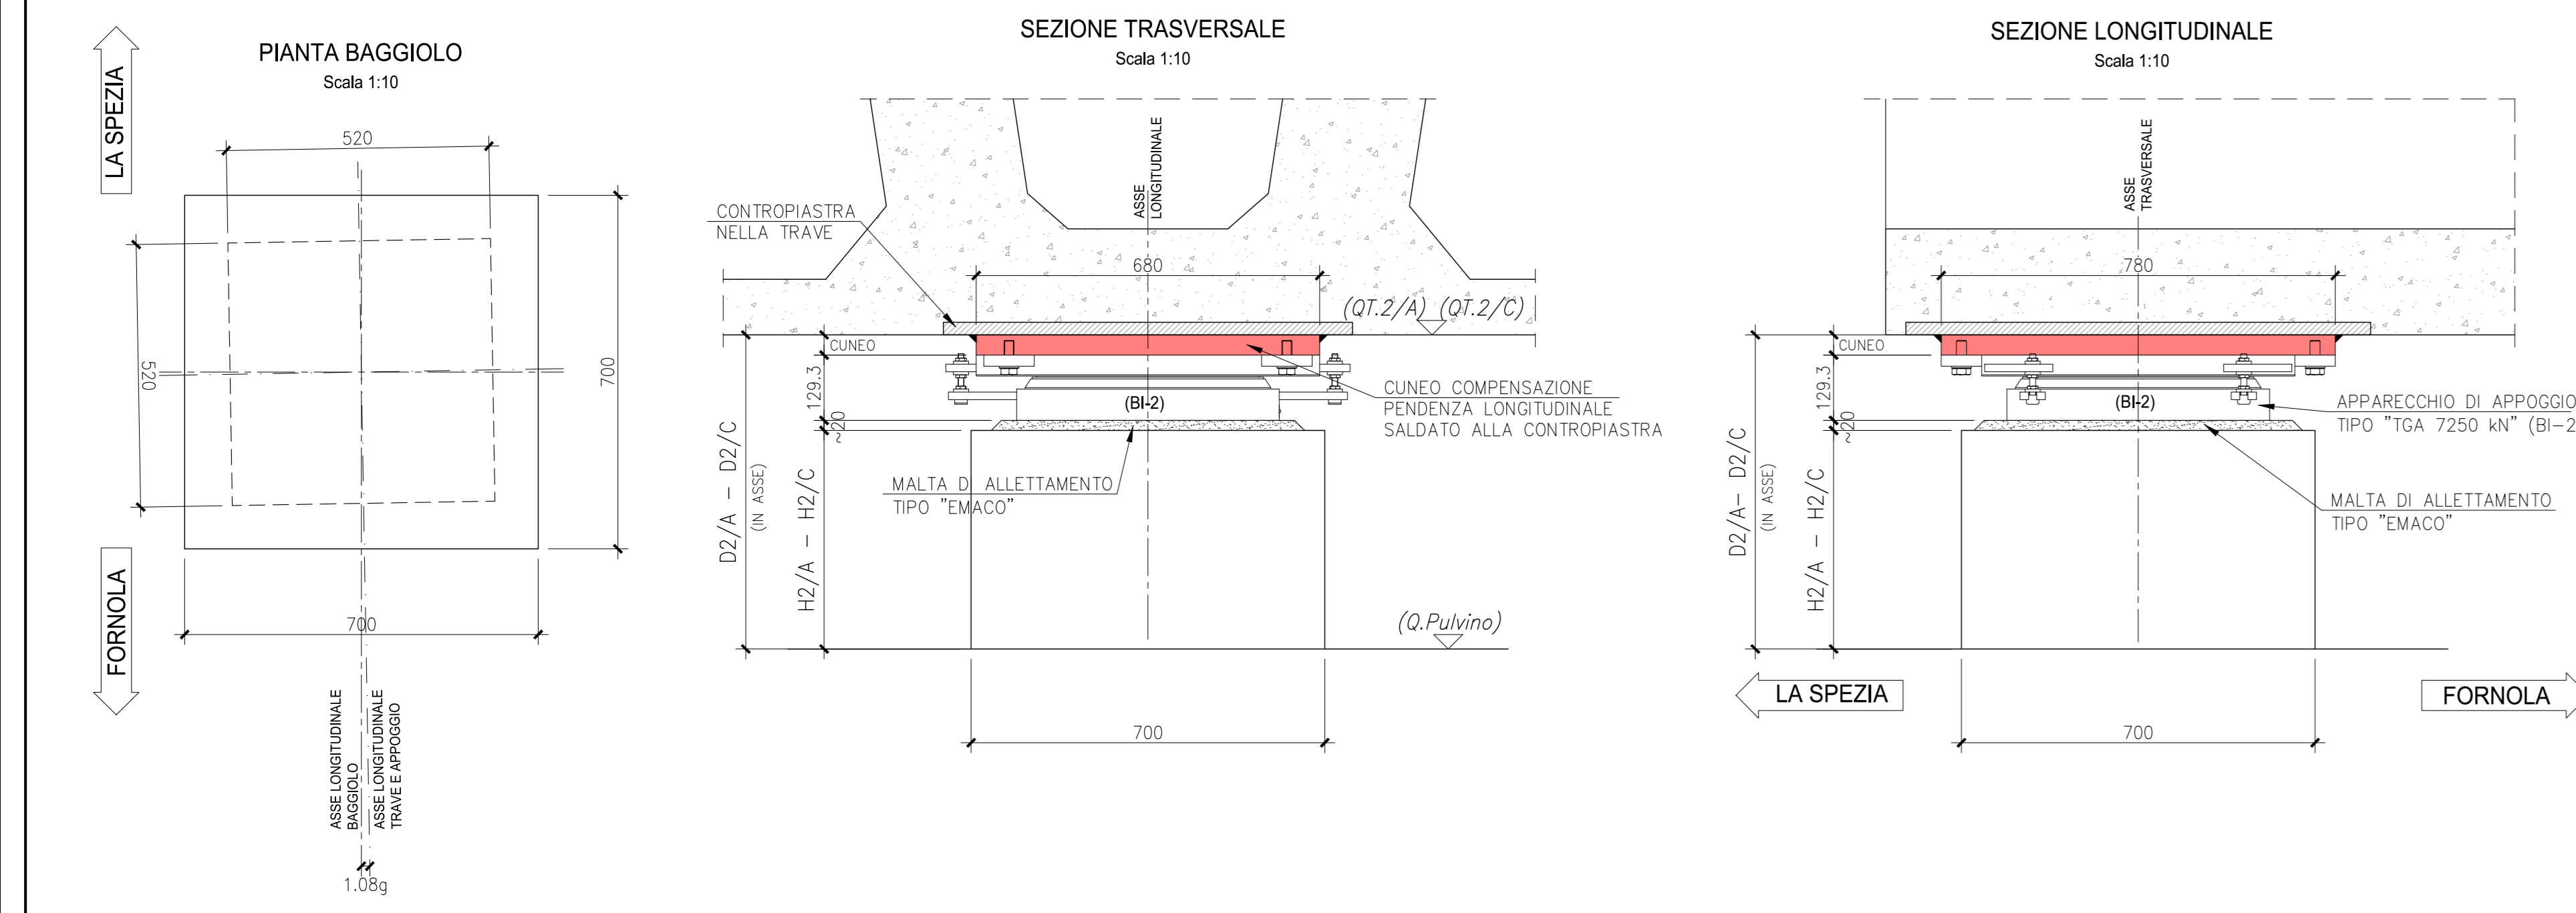 PIANTA BAGGIOLO
Scala 1:10
LA SPEZIA
FORNOLA
520
520
700
700
ASSE LONGITUDINALE
BAGGIOLO
ASSE LONGITUDINALE
TRAVE E APPOGGIO
1.08g
SEZIONE TRASVERSALE
Scala 1:10
ASSE
LONGITUDINALE
CONTROPIASTRA
NELLA TRAVE
680
(QT.2/A) (QT.2/C)
CUNEO
129.3
~20
(BI-2)
CUNEO COMPENSAZIONE
PENDENZA LONGITUDINALE
SALDATO ALLA CONTROPIASTRA
MALTA DI ALLETTAMENTO
TIPO "EMACO"
D2/A - D2/C
(IN ASSE)
H2/A - H2/C
(Q.Pulvino)
700
SEZIONE LONGITUDINALE
Scala 1:10
ASSE
TRASVERSALE
780
CUNEO
129.3
~20
(BI-2)
APPARECCHIO DI APPOGGIO
TIPO "TGA 7250 kN" (BI-2
MALTA DI ALLETTAMENTO
TIPO "EMACO"
D2/A- D2/C
(IN ASSE)
H2/A - H2/C
LA SPEZIA
FORNOLA
700